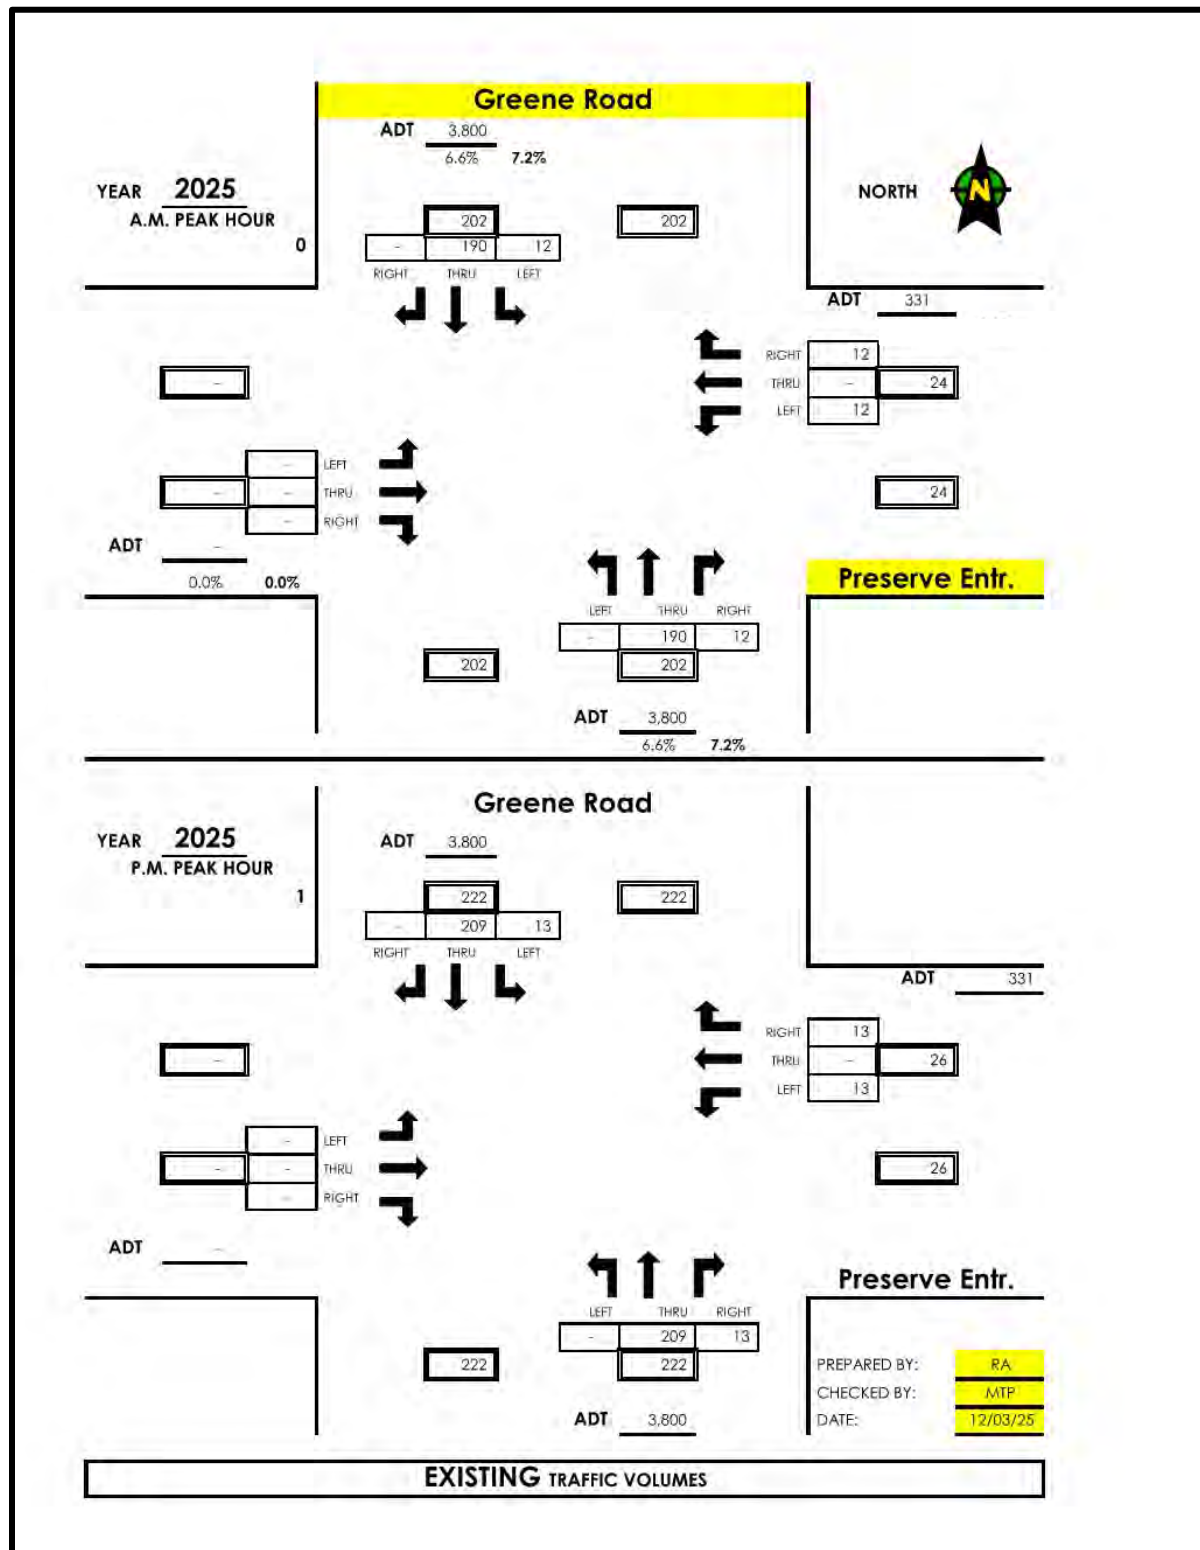 Greene Road
ADT 3,800
6.6% 7.2%
YEAR 2025
A.M. PEAK HOUR
0
NORTH N
202 202
- 190 12
RIGHT THRU LEFT
ADT 331
RIGHT 12
- THRU - 24
LEFT 12
- LEFT
- - THRU 24
- RIGHT
ADT -
0.0% 0.0%
Preserve Entr.
LEFT THRU RIGHT
- 190 12
202 202
ADT 3,800
6.6% 7.2%
Greene Road
YEAR 2025
ADT 3,800
P.M. PEAK HOUR
1
222 222
- 209 13
RIGHT THRU LEFT
ADT 331
RIGHT 13
- THRU - 26
LEFT 13
- LEFT
- - THRU 26
- RIGHT
ADT -
Preserve Entr.
LEFT THRU RIGHT
- 209 13
222 222
ADT 3,800
PREPARED BY: RA
CHECKED BY: MTP
DATE: 12/03/25
EXISTING TRAFFIC VOLUMES